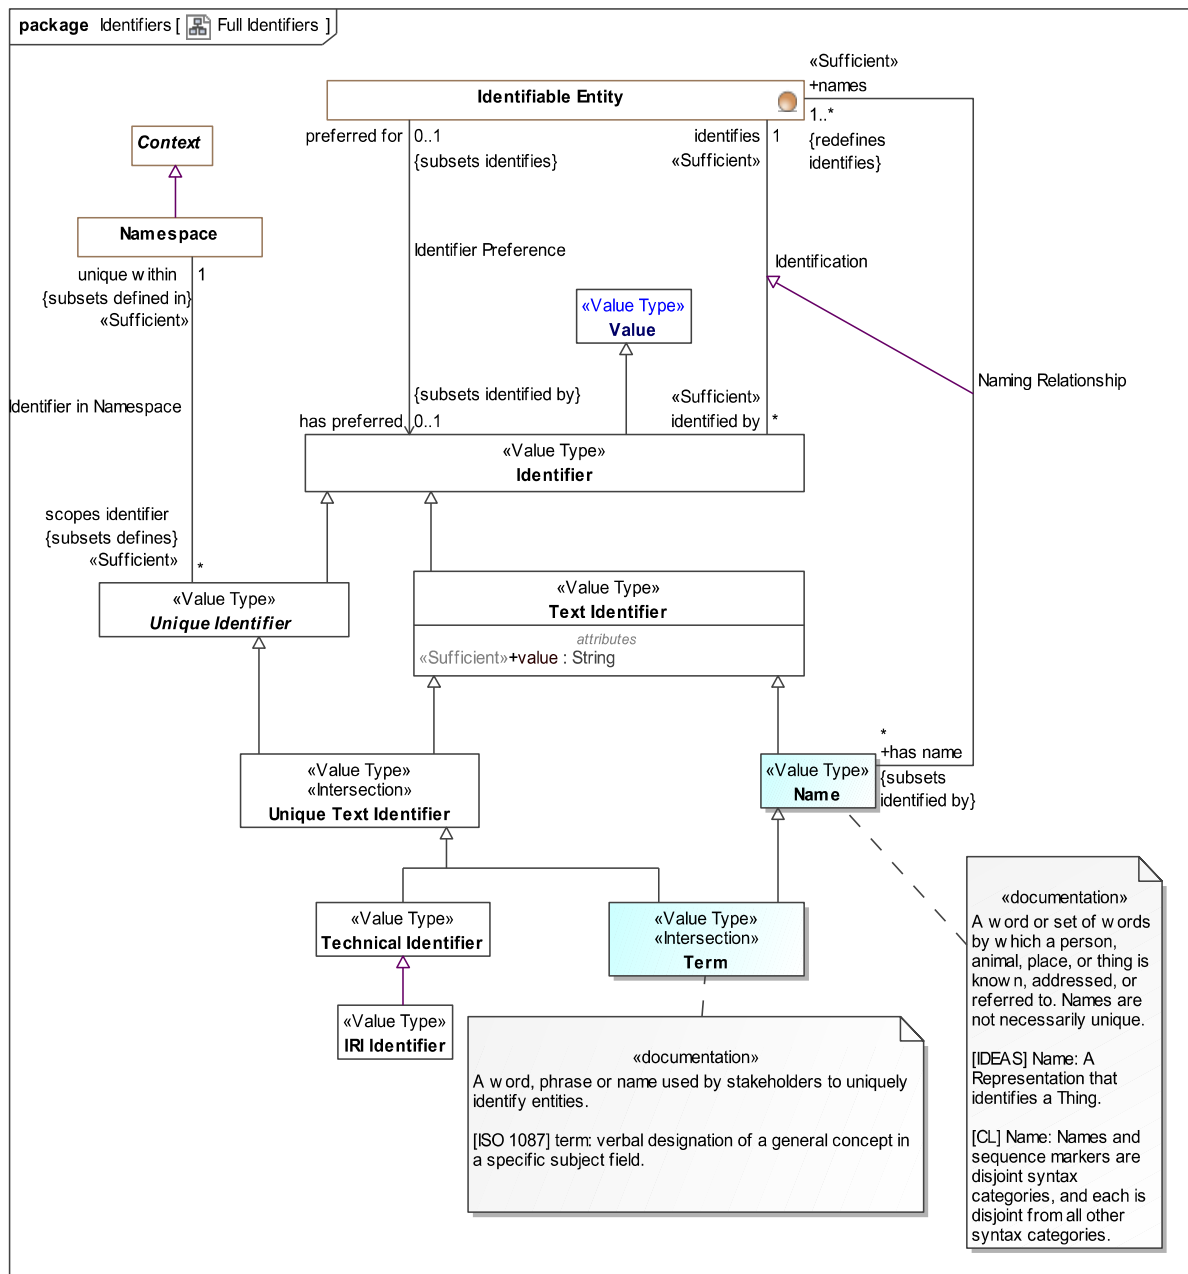 package Identifiers [ Full Identifiers ]
«Sufficient»
+names
Identifiable Entity
1..*
{redefines
identifies}
preferred for
0..1
{subsets identifies}
identifies
1
«Sufficient»
Context
Namespace
unique within
1
{subsets defined in}
«Sufficient»
Identifier Preference
Identification
«Value Type»
Value
Naming Relationship
{subsets identified by}
has preferred
0..1
«Sufficient»
identified by
*
Identifier in Namespace
«Value Type»
Identifier
scopes identifier
{subsets defines}
«Sufficient»
*
«Value Type»
Unique Identifier
«Value Type»
Text Identifier
attributes
«Sufficient»+value : String
*
+has name
{subsets
identified by}
«Value Type»
«Intersection»
Unique Text Identifier
«Value Type»
Name
«Value Type»
Technical Identifier
«Value Type»
«Intersection»
Term
«Value Type»
IRI Identifier
«documentation»
A word, phrase or name used by stakeholders to uniquely
identify entities.
[ISO 1087] term: verbal designation of a general concept in
a specific subject field.
«documentation»
A word or set of words
by which a person,
animal, place, or thing is
known, addressed, or
referred to. Names are
not necessarily unique.
[IDEAS] Name: A
Representation that
identifies a Thing.
[CL] Name: Names and
sequence markers are
disjoint syntax
categories, and each is
disjoint from all other
syntax categories.